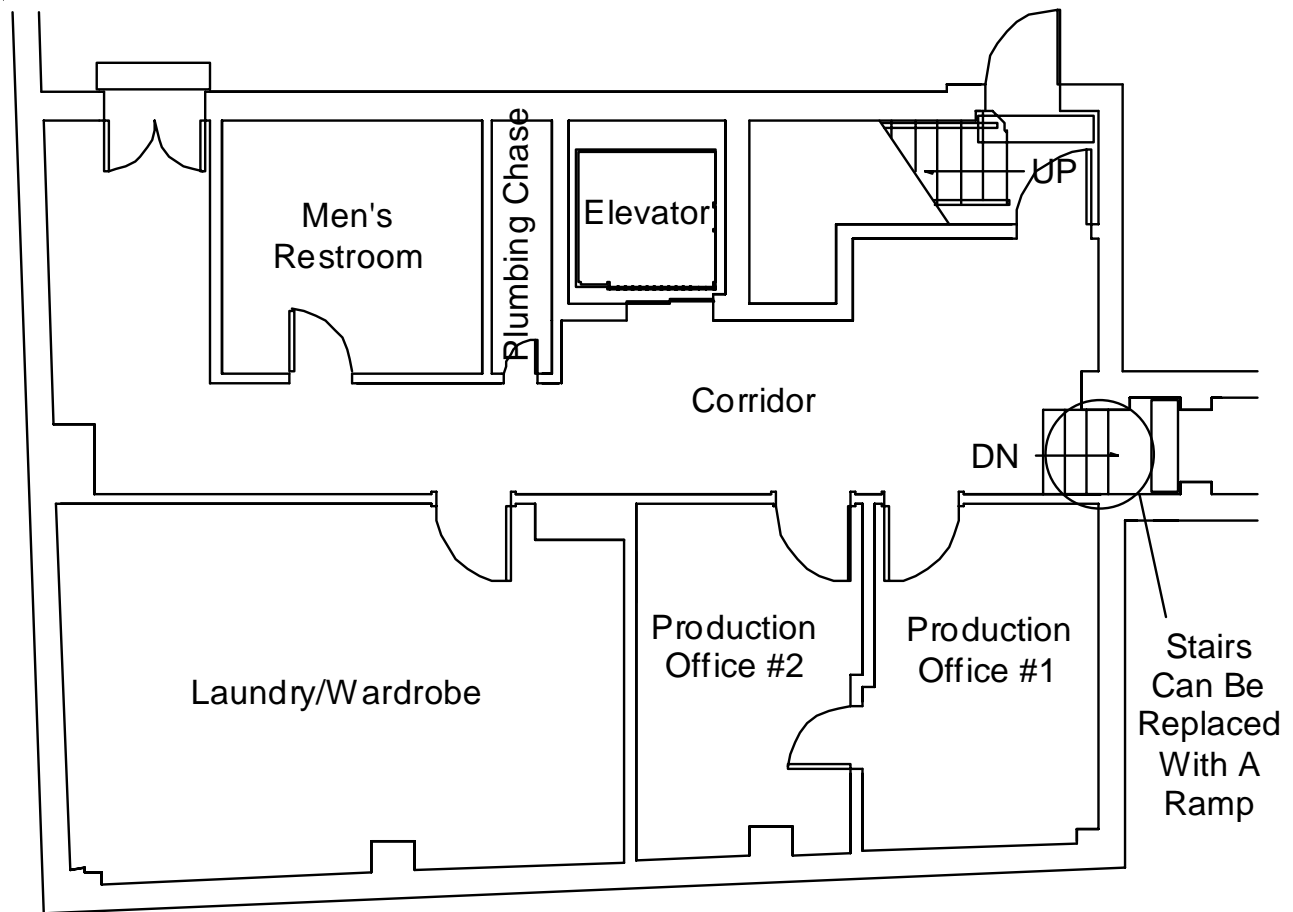 UP
Men's
Restroom
Plumbing Chase
Elevator
Corridor
DN
Production
Office #2
Production
Office #1
Laundry/Wardrobe
Stairs
Can Be
Replaced
With A
Ramp